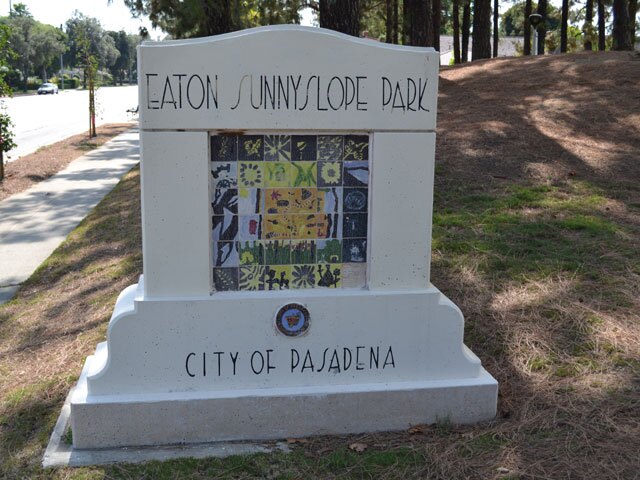 EATON SUNNYSLOPE PARK
CITY OF PASADENA